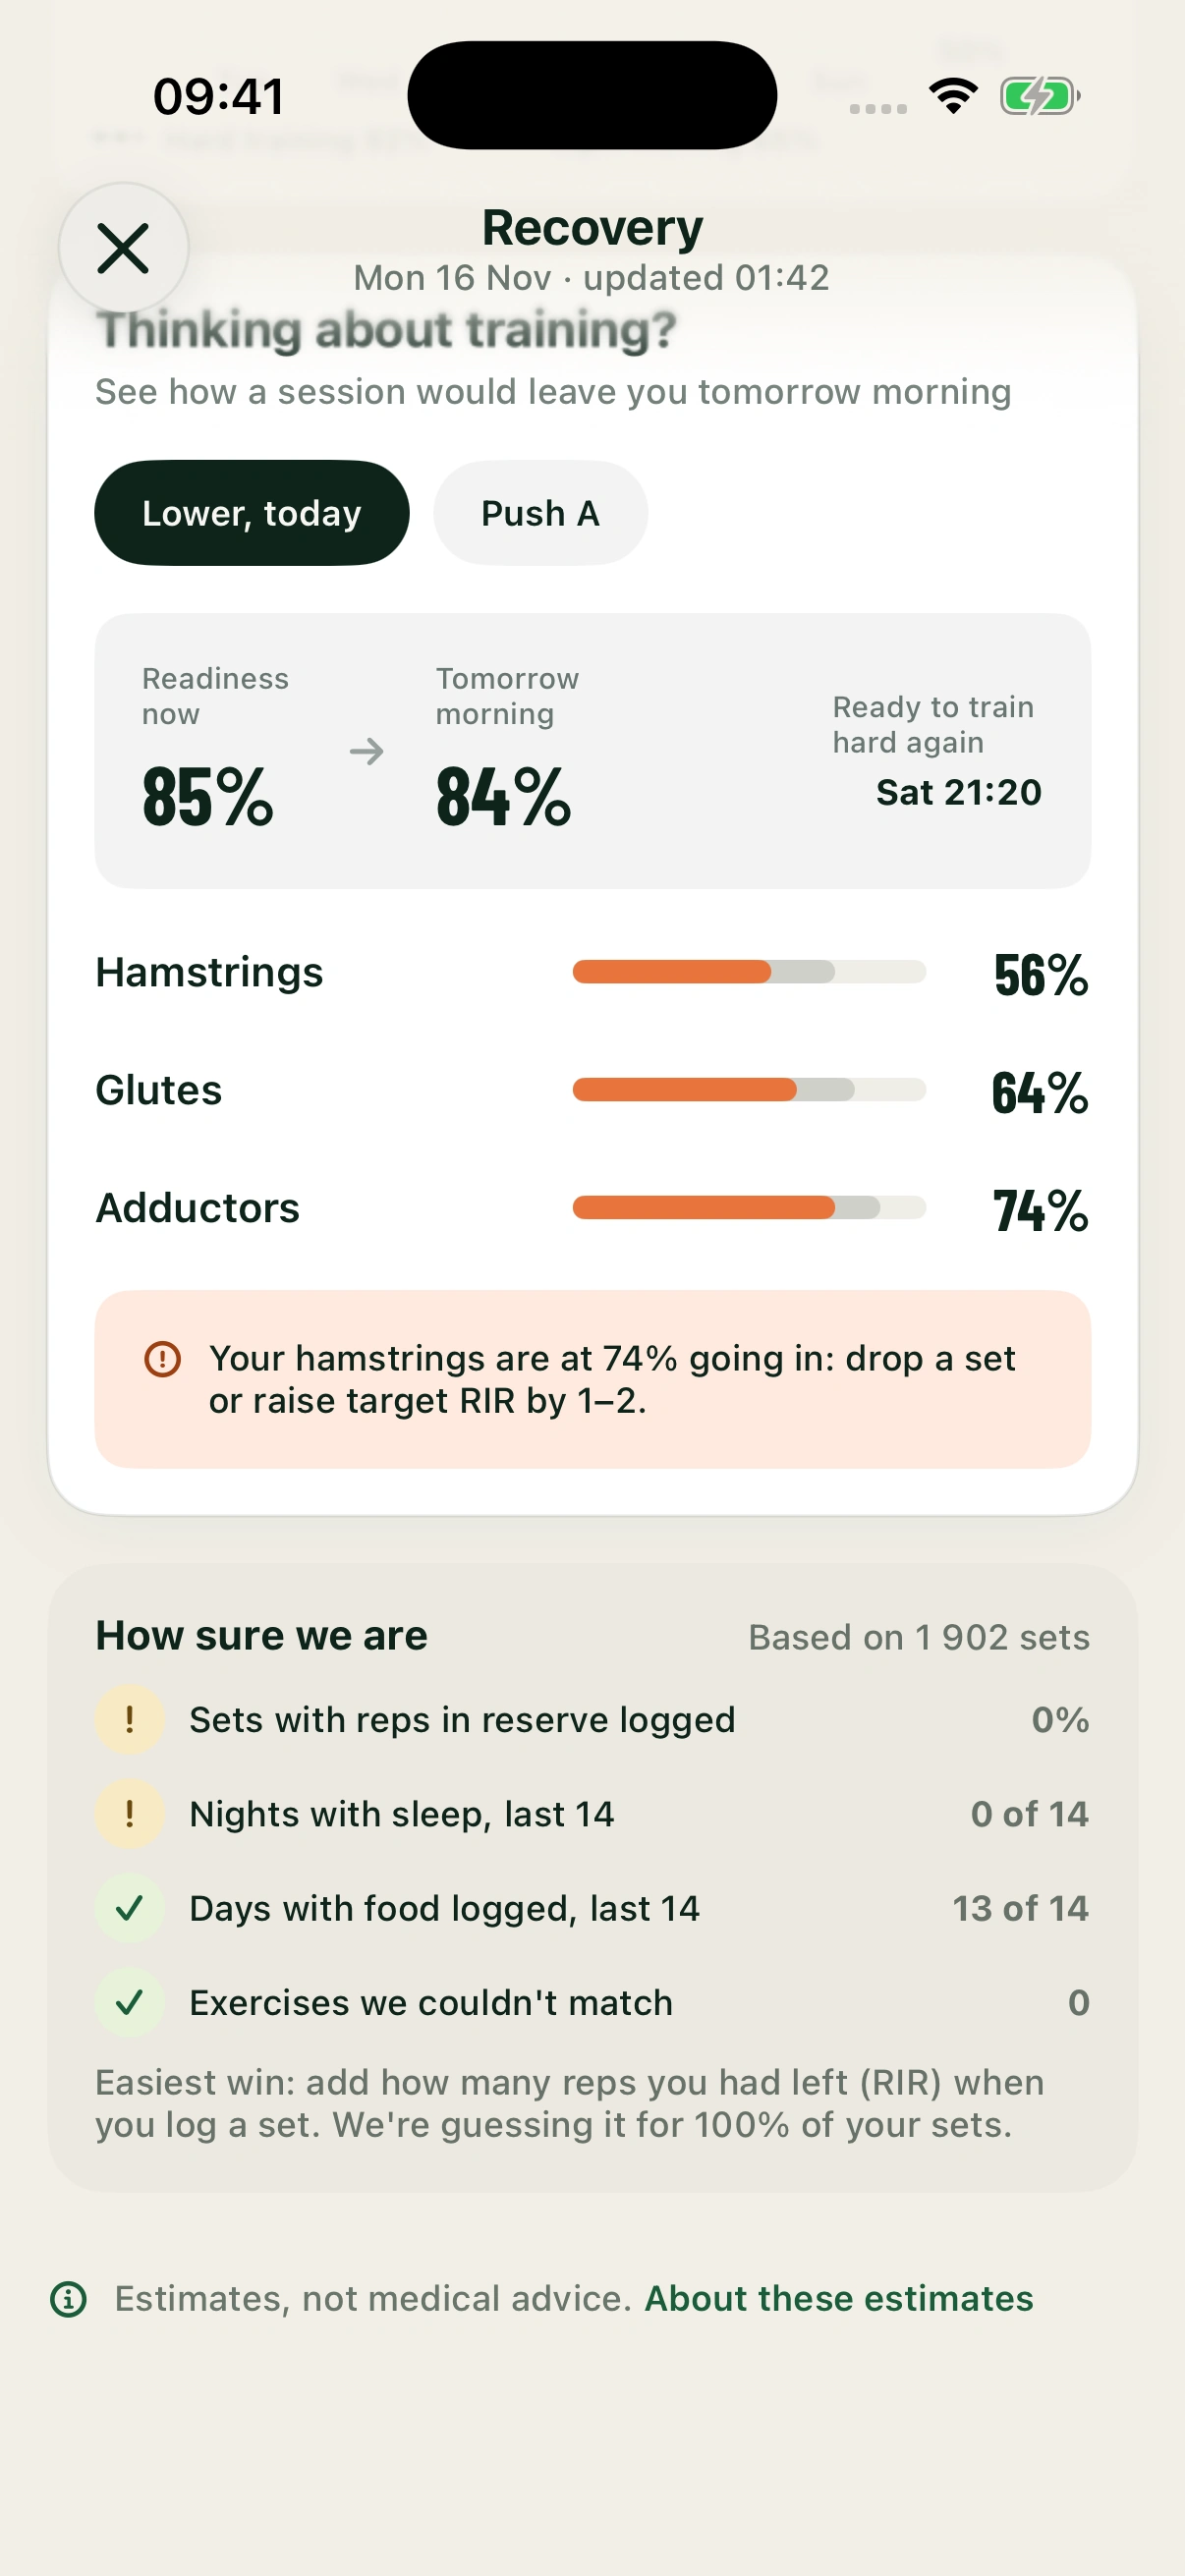 09:41
Recovery
Mon 16 Nov · updated 01:42
Thinking about training?
See how a session would leave you tomorrow morning
Lower, today
Push A
Readiness
now
85%
Tomorrow
morning
84%
Ready to train
hard again
Sat 21:20
Hamstrings 56%
Glutes 64%
Adductors 74%
Your hamstrings are at 74% going in: drop a set
or raise target RIR by 1–2.
How sure we are Based on 1 902 sets
! Sets with reps in reserve logged 0%
! Nights with sleep, last 14 0 of 14
Days with food logged, last 14 13 of 14
Exercises we couldn't match 0
Easiest win: add how many reps you had left (RIR) when
you log a set. We're guessing it for 100% of your sets.
Estimates, not medical advice. About these estimates